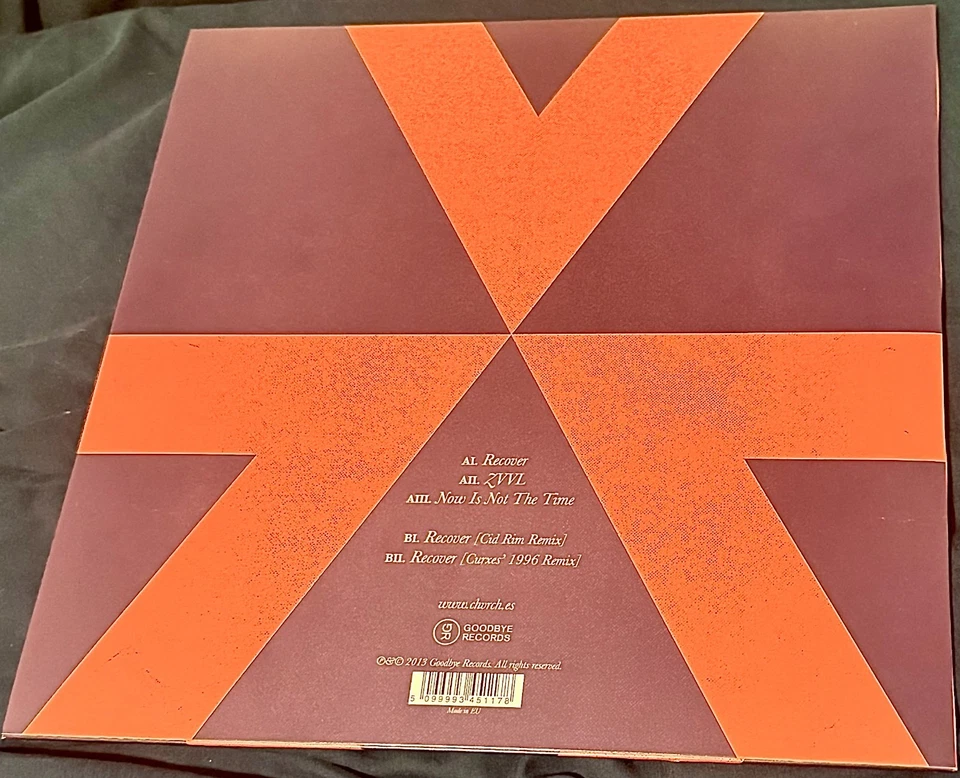 AI. Recover
AII. ZVVL
AIII. Now Is Not The Time
BI. Recover [Cid Rim Remix]
BII. Recover [Curxes' 1996 Remix]
www.chvrch.es
GR GOODBYE
RECORDS
℗&© 2013 Goodbye Records. All rights reserved.
5 099993 451178
Made in EU